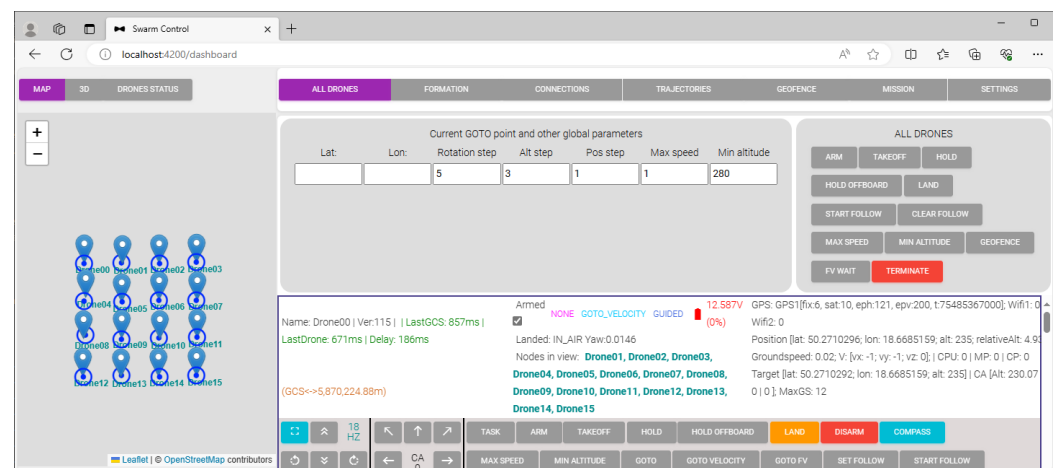 Swarm Control
localhost:4200/dashboard
MAP 3D DRONES STATUS
ALL DRONES FORMATION CONNECTIONS TRAJECTORIES GEOFENCE MISSION SETTINGS
+
−
Current GOTO point and other global parameters
Lat: Lon: Rotation step Alt step Pos step Max speed Min altitude
5 3 1 1 280
ALL DRONES
ARM TAKEOFF HOLD
HOLD OFFBOARD LAND
START FOLLOW CLEAR FOLLOW
MAX SPEED MIN ALTITUDE GEOFENCE
FV WAIT TERMINATE
Drone00 Drone01 Drone02 Drone03
Drone04 Drone05 Drone06 Drone07
Drone08 Drone09 Drone10 Drone11
Drone12 Drone13 Drone14 Drone15
Leaflet | © OpenStreetMap contributors
Name: Drone00 | Ver:115 | | LastGCS: 857ms |
LastDrone: 671ms | Delay: 186ms
(GCS<->5,870,224.88m)
Armed NONE GOTO_VELOCITY GUIDED 12.587V
(0%)
Landed: IN_AIR Yaw:0.0146
Nodes in view: Drone01, Drone02, Drone03,
Drone04, Drone05, Drone06, Drone07, Drone08,
Drone09, Drone10, Drone11, Drone12, Drone13,
Drone14, Drone15
GPS: GPS1[fix:6, sat:10, eph:121, epv:200, t:75485367000]; Wifi1: 0
Wifi2: 0
Position [lat: 50.2710296; lon: 18.6685159; alt: 235; relativeAlt: 4.93
Groundspeed: 0.02; V: [vx: -1; vy: -1; vz: 0]; | CPU: 0 | MP: 0 | CP: 0
Target [lat: 50.2710292; lon: 18.6685159; alt: 235] | CA [Alt: 230.07
0 | 0 ]; MaxGS: 12
18
HZ
TASK ARM TAKEOFF HOLD HOLD OFFBOARD LAND DISARM COMPASS
CA
MAX SPEED MIN ALTITUDE GOTO GOTO VELOCITY GOTO FV SET FOLLOW START FOLLOW